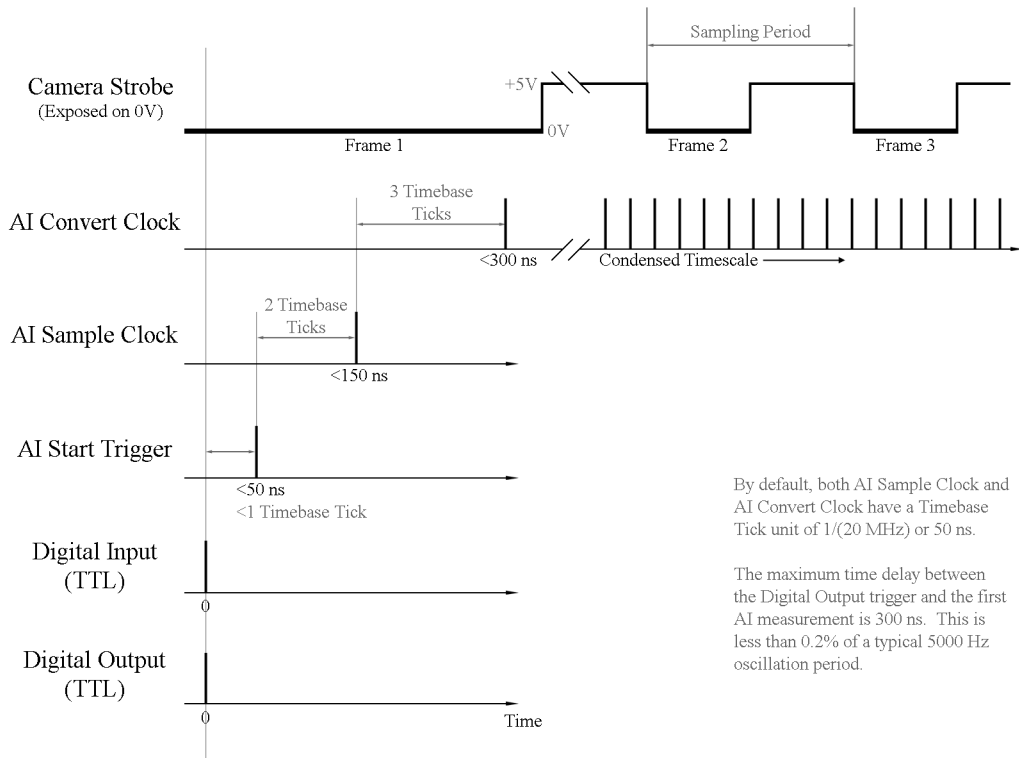 Sampling Period
Camera Strobe
(Exposed on 0V)
+5V
0V
Frame 1
Frame 2
Frame 3
3 Timebase
Ticks
AI Convert Clock
<300 ns
Condensed Timescale
2 Timebase
Ticks
AI Sample Clock
<150 ns
AI Start Trigger
<50 ns
<1 Timebase Tick
By default, both AI Sample Clock and
AI Convert Clock have a Timebase
Tick unit of 1/(20 MHz) or 50 ns.
The maximum time delay between
the Digital Output trigger and the first
AI measurement is 300 ns. This is
less than 0.2% of a typical 5000 Hz
oscillation period.
Digital Input
(TTL)
0
Digital Output
(TTL)
0
Time